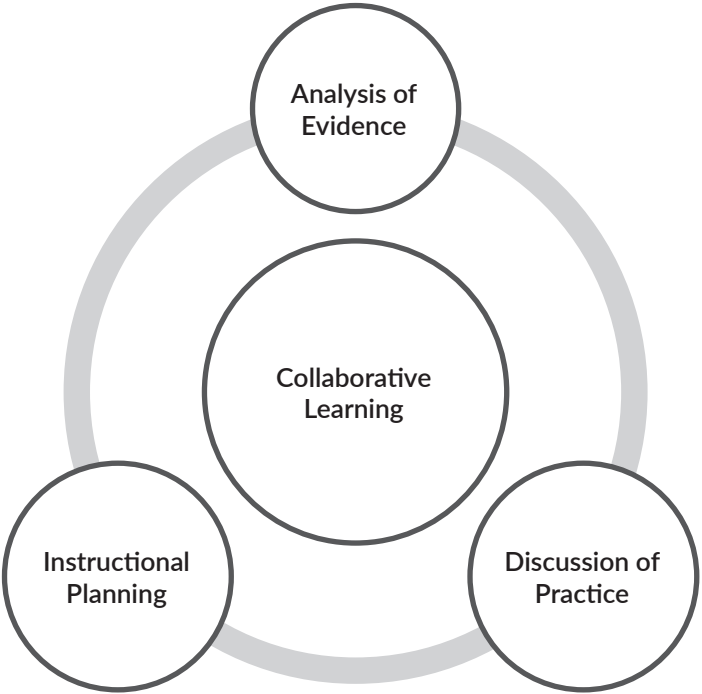 Analysis of
Evidence
Collaborative
Learning
Instructional
Planning
Discussion of
Practice